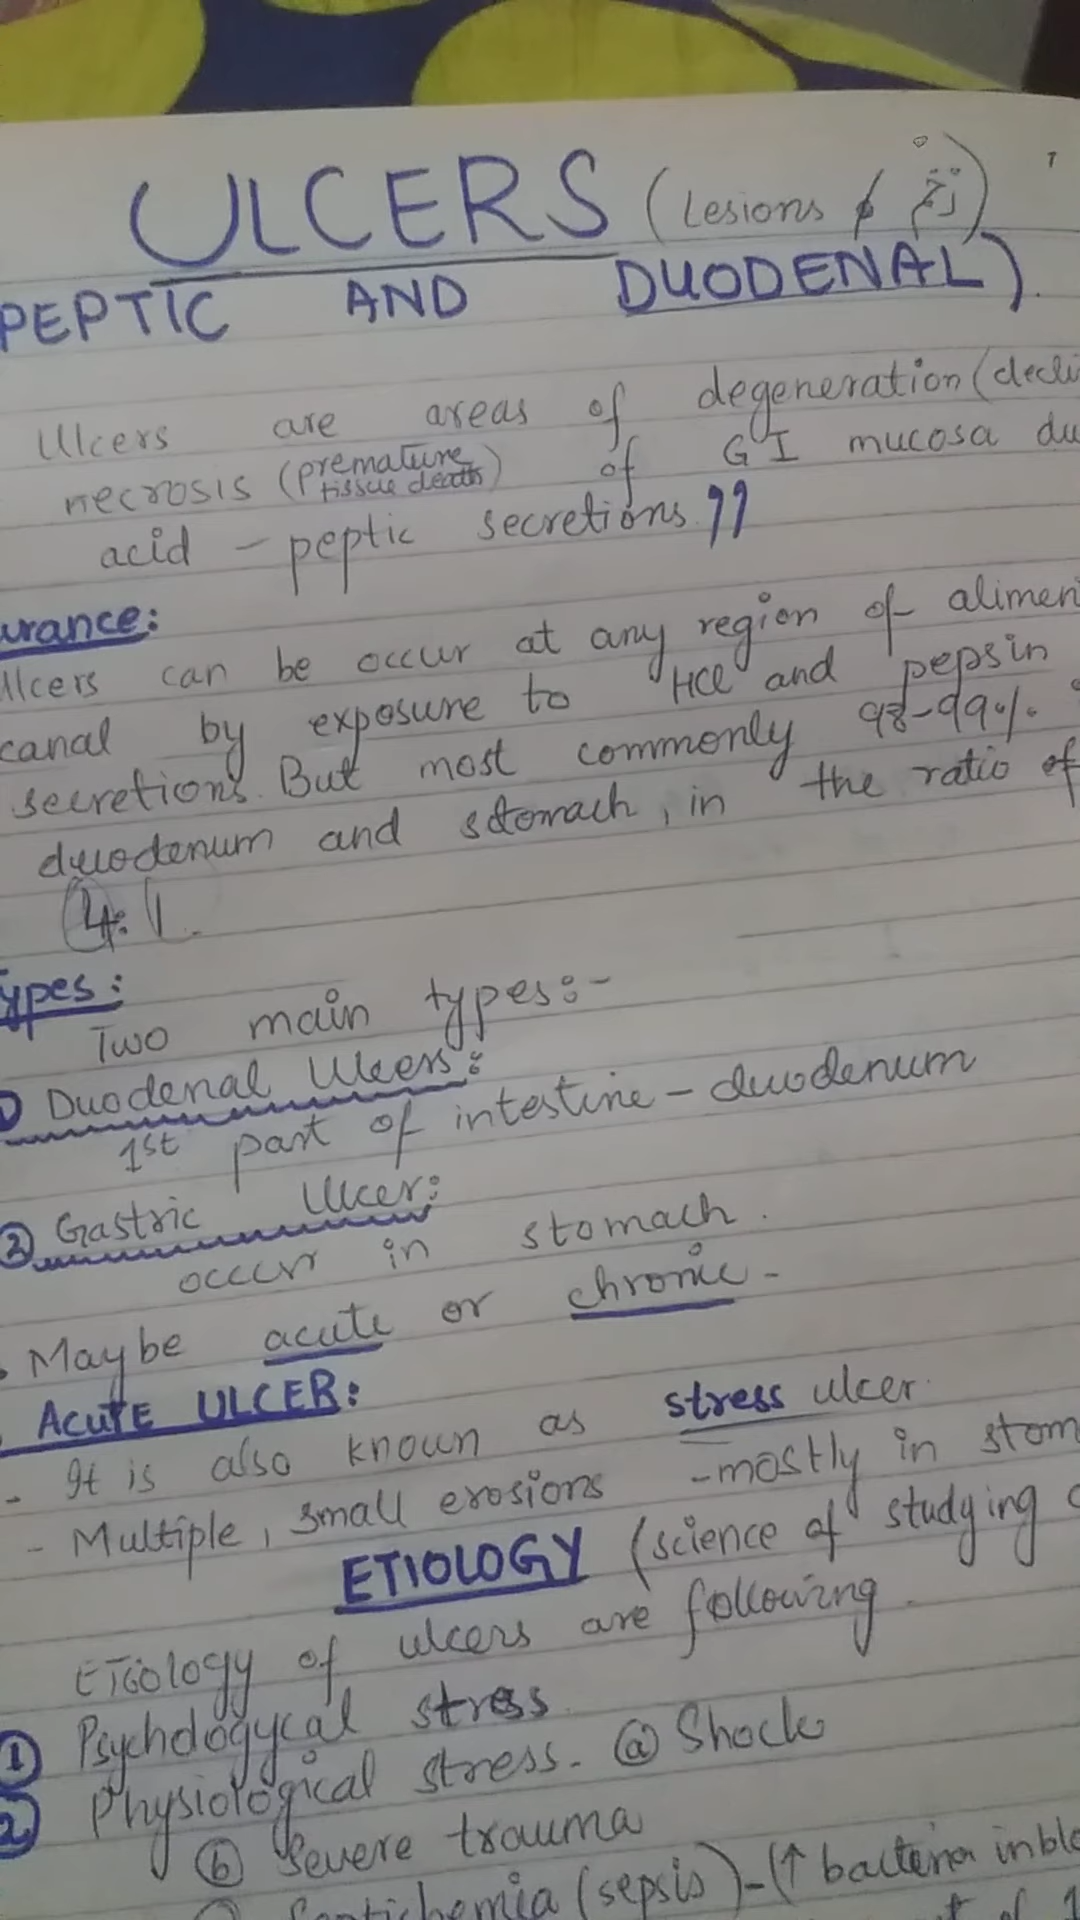 ULCERS (Lesions
PEPTIC AND DUODENAL).
Ulcers are areas of degeneration (decli
necrosis (premature tissue death) of GI mucosa du
acid - peptic secretions "
urance:
Ulcers can be occur at any region of alimen
canal by exposure to HCl and pepsin
secretions. But most commonly 98-99%
duodenum and stomach, in the ratio of
4:1.
ypes:
Two main types:-
① Duodenal Ulcers:
1st part of intestine - duodenum
② Gastric Ulcer:
occur in stomach.
Maybe acute or chronic -
ACUTE ULCER:
- It is also known as stress ulcer.
- Multiple, small erosions - mostly in stom
ETIOLOGY (science of studying
Etiology of ulcers are following.
① Psychologycal stress
② Physiological stress. - ⓐ Shock
ⓑ Severe trauma
Septichemia (sepsis) - (↑ bacteria in blo